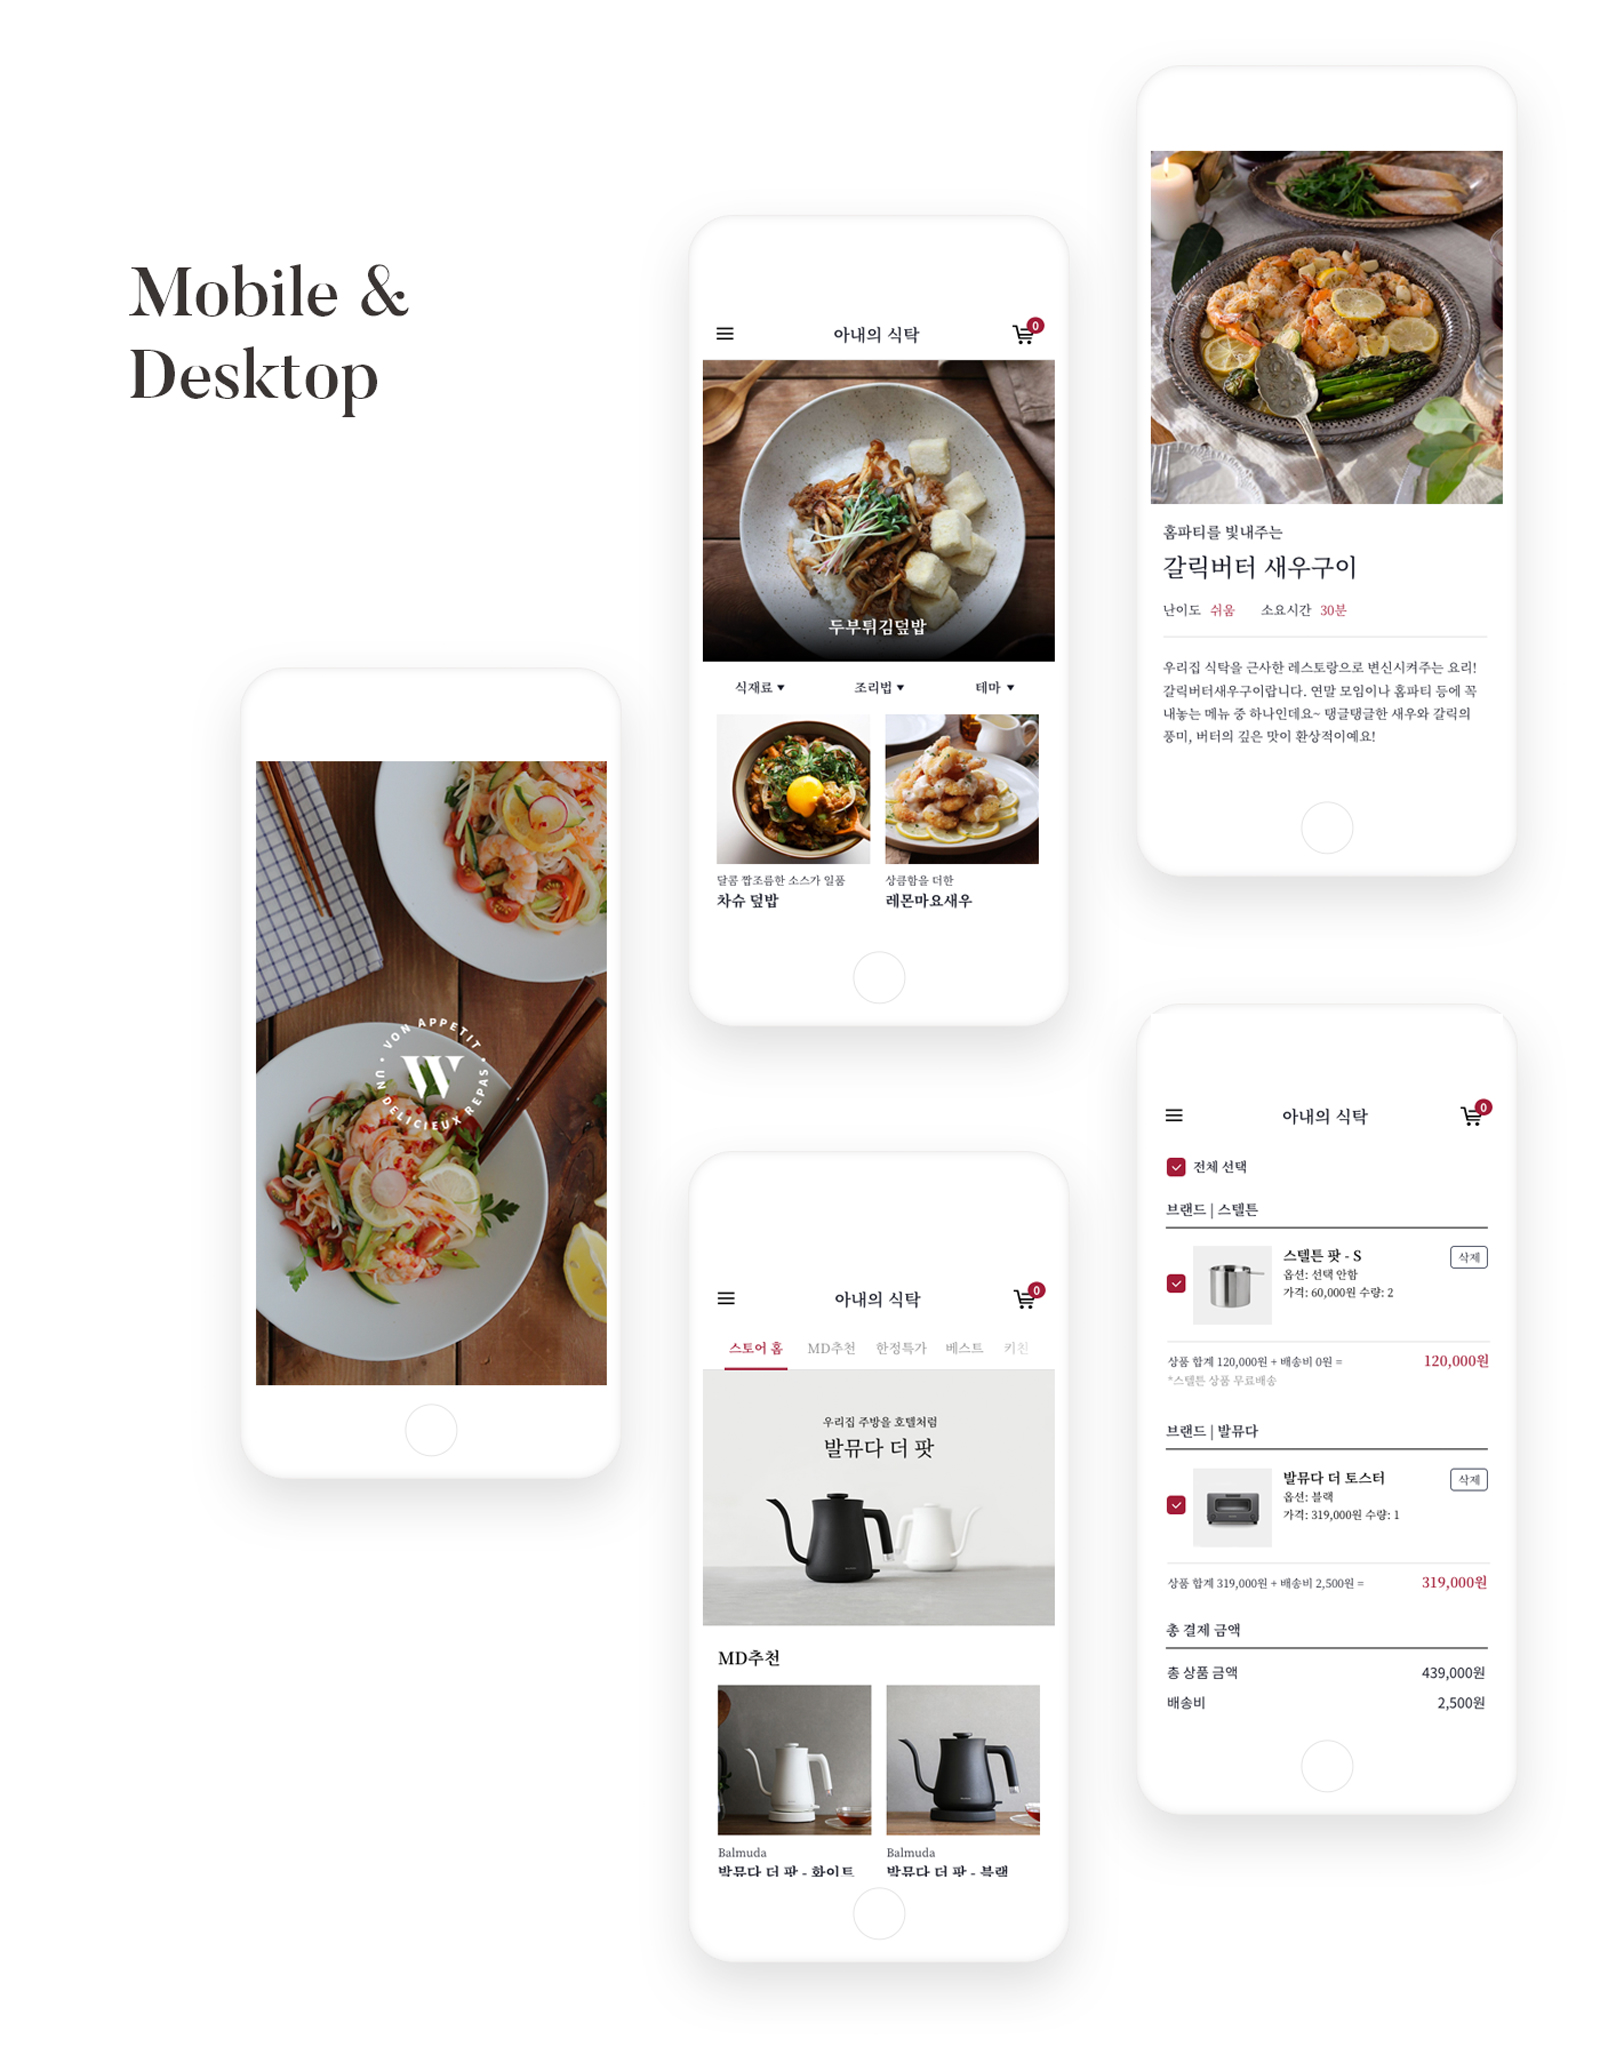 Mobile &
Desktop
VON APPETIT • UN DELICIEUX REPAS •
W
아내의 식탁
0
두부튀김덮밥
식재료 ▼
조리법 ▼
테마 ▼
달콤 짭조름한 소스가 일품
차슈 덮밥
상큼함을 더한
레몬마요새우
홈파티를 빛내주는
갈릭버터 새우구이
난이도 쉬움 소요시간 30분
우리집 식탁을 근사한 레스토랑으로 변신시켜주는 요리!
갈릭버터새우구이랍니다. 연말 모임이나 홈파티 등에 꼭
내놓는 메뉴 중 하나인데요~ 탱글탱글한 새우와 갈릭의
풍미, 버터의 깊은 맛이 환상적이예요!
아내의 식탁
0
스토어 홈 MD추천 한정특가 베스트 키친
우리집 주방을 호텔처럼
발뮤다 더 팟
MD추천
Balmuda
발뮤다 더 팟 - 화이트
Balmuda
발뮤다 더 팟 - 블랙
아내의 식탁
0
전체 선택
브랜드 | 스텔튼
스텔튼 팟 - S
삭제
옵션: 선택 안함
가격: 60,000원 수량: 2
상품 합계 120,000원 + 배송비 0원 = 120,000원
*스텔튼 상품 무료배송
브랜드 | 발뮤다
발뮤다 더 토스터
삭제
옵션: 블랙
가격: 319,000원 수량: 1
상품 합계 319,000원 + 배송비 2,500원 = 319,000원
총 결제 금액
총 상품 금액 439,000원
배송비 2,500원